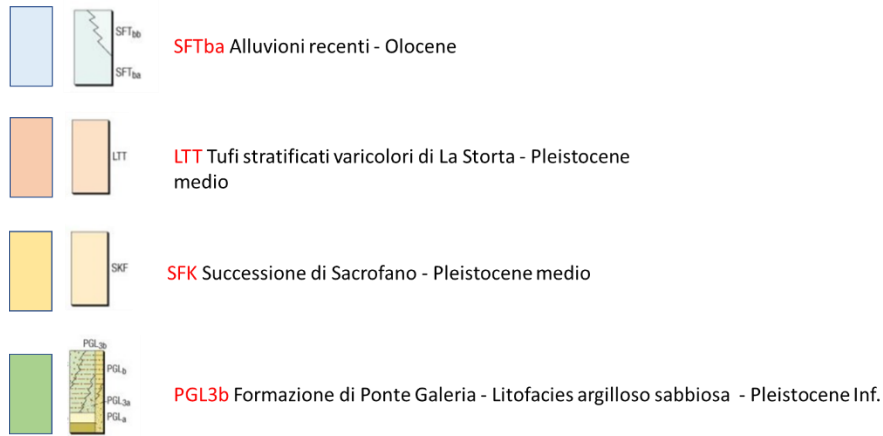 SFTbb
SFTba
SFTba Alluvioni recenti - Olocene
LTT
LTT Tufi stratificati varicolori di La Storta - Pleistocene
medio
SKF
SFK Successione di Sacrofano - Pleistocene medio
PGL3b
PGLb
PGL3a
PGLa
PGL3b Formazione di Ponte Galeria - Litofacies argilloso sabbiosa - Pleistocene Inf.